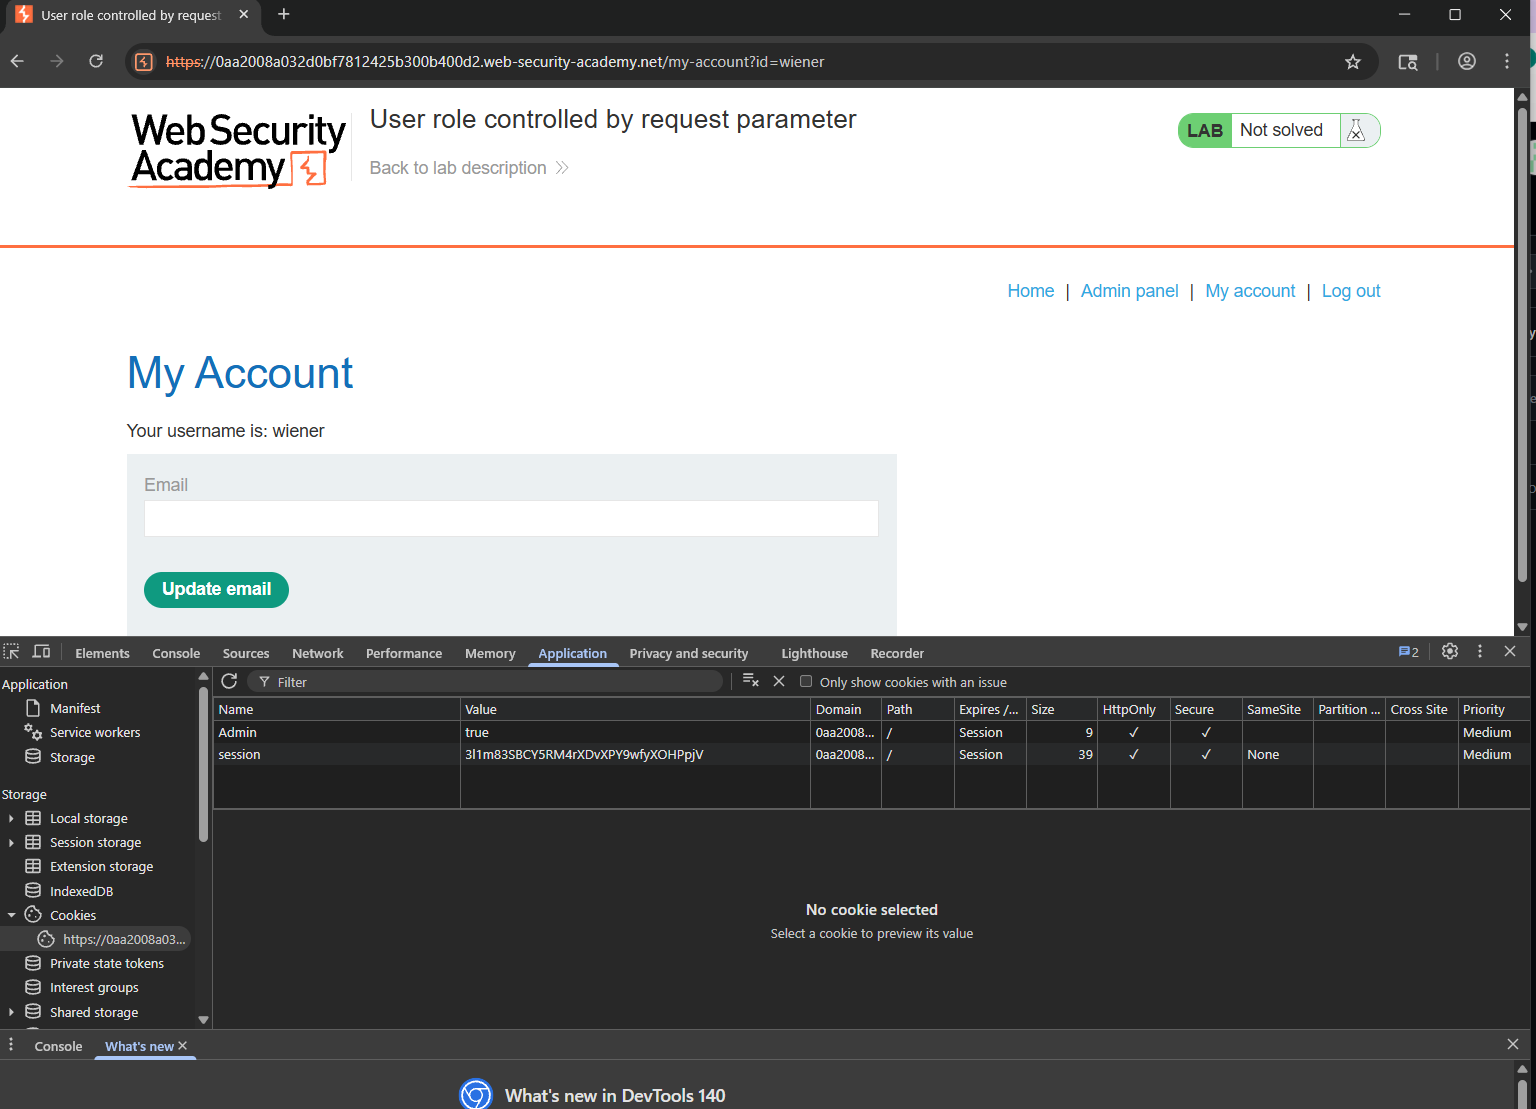 User role controlled by request
https://0aa2008a032d0bf7812425b300b400d2.web-security-academy.net/my-account?id=wiener
WebSecurity
Academy
User role controlled by request parameter
Back to lab description
LAB Not solved
Home | Admin panel | My account | Log out
My Account
Your username is: wiener
Email
Update email
Elements Console Sources Network Performance Memory Application Privacy and security Lighthouse Recorder 2
Application
Manifest
Service workers
Storage
Storage
Local storage
Session storage
Extension storage
IndexedDB
Cookies
https://0aa2008a03...
Private state tokens
Interest groups
Shared storage
Filter Only show cookies with an issue
Name Value Domain Path Expires /... Size HttpOnly Secure SameSite Partition ... Cross Site Priority
Admin true 0aa2008... / Session 9 ✓ ✓ Medium
session 3l1m83SBCY5RM4rXDvXPY9wfyXOHPpjV 0aa2008... / Session 39 ✓ ✓ None Medium
No cookie selected
Select a cookie to preview its value
Console What's new
What's new in DevTools 140